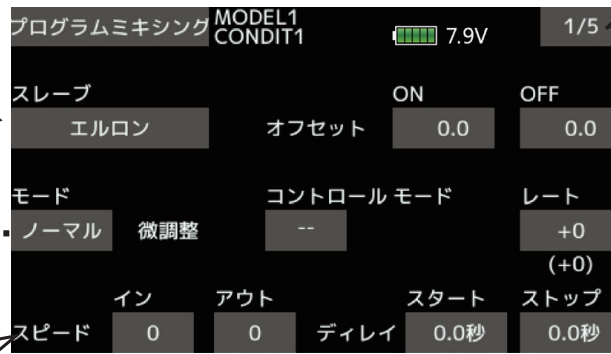 プログラムミキシング MODEL1 CONDIT1 7.9V 1/5
スレーブ ON OFF
エルロン オフセット 0.0 0.0
モード コントロール モード レート
ノーマル 微調整 -- +0
(+0)
イン アウト スタート ストップ
スピード 0 0 ディレイ 0.0秒 0.0秒